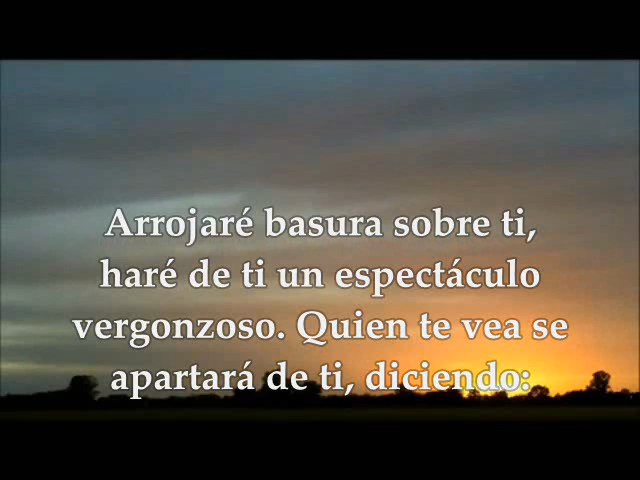 Arrojaré basura sobre ti,
haré de ti un espectáculo
vergonzoso. Quien te vea se
apartará de ti, diciendo: